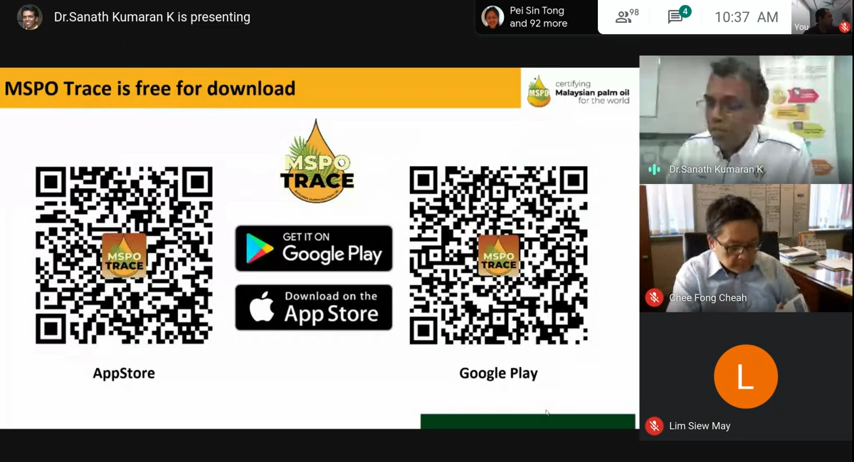 Dr.Sanath Kumaran K is presenting
Pei Sin Tong
and 92 more
98
4
10:37 AM
You
MSPO Trace is free for download
MSPO
certifying
Malaysian palm oil
for the world
MSPO
TRACE
MSPO
TRACE
GET IT ON
Google Play
Download on the
App Store
MSPO
TRACE
AppStore
Google Play
Dr.Sanath Kumaran K
Chee Fong Cheah
L
Lim Siew May